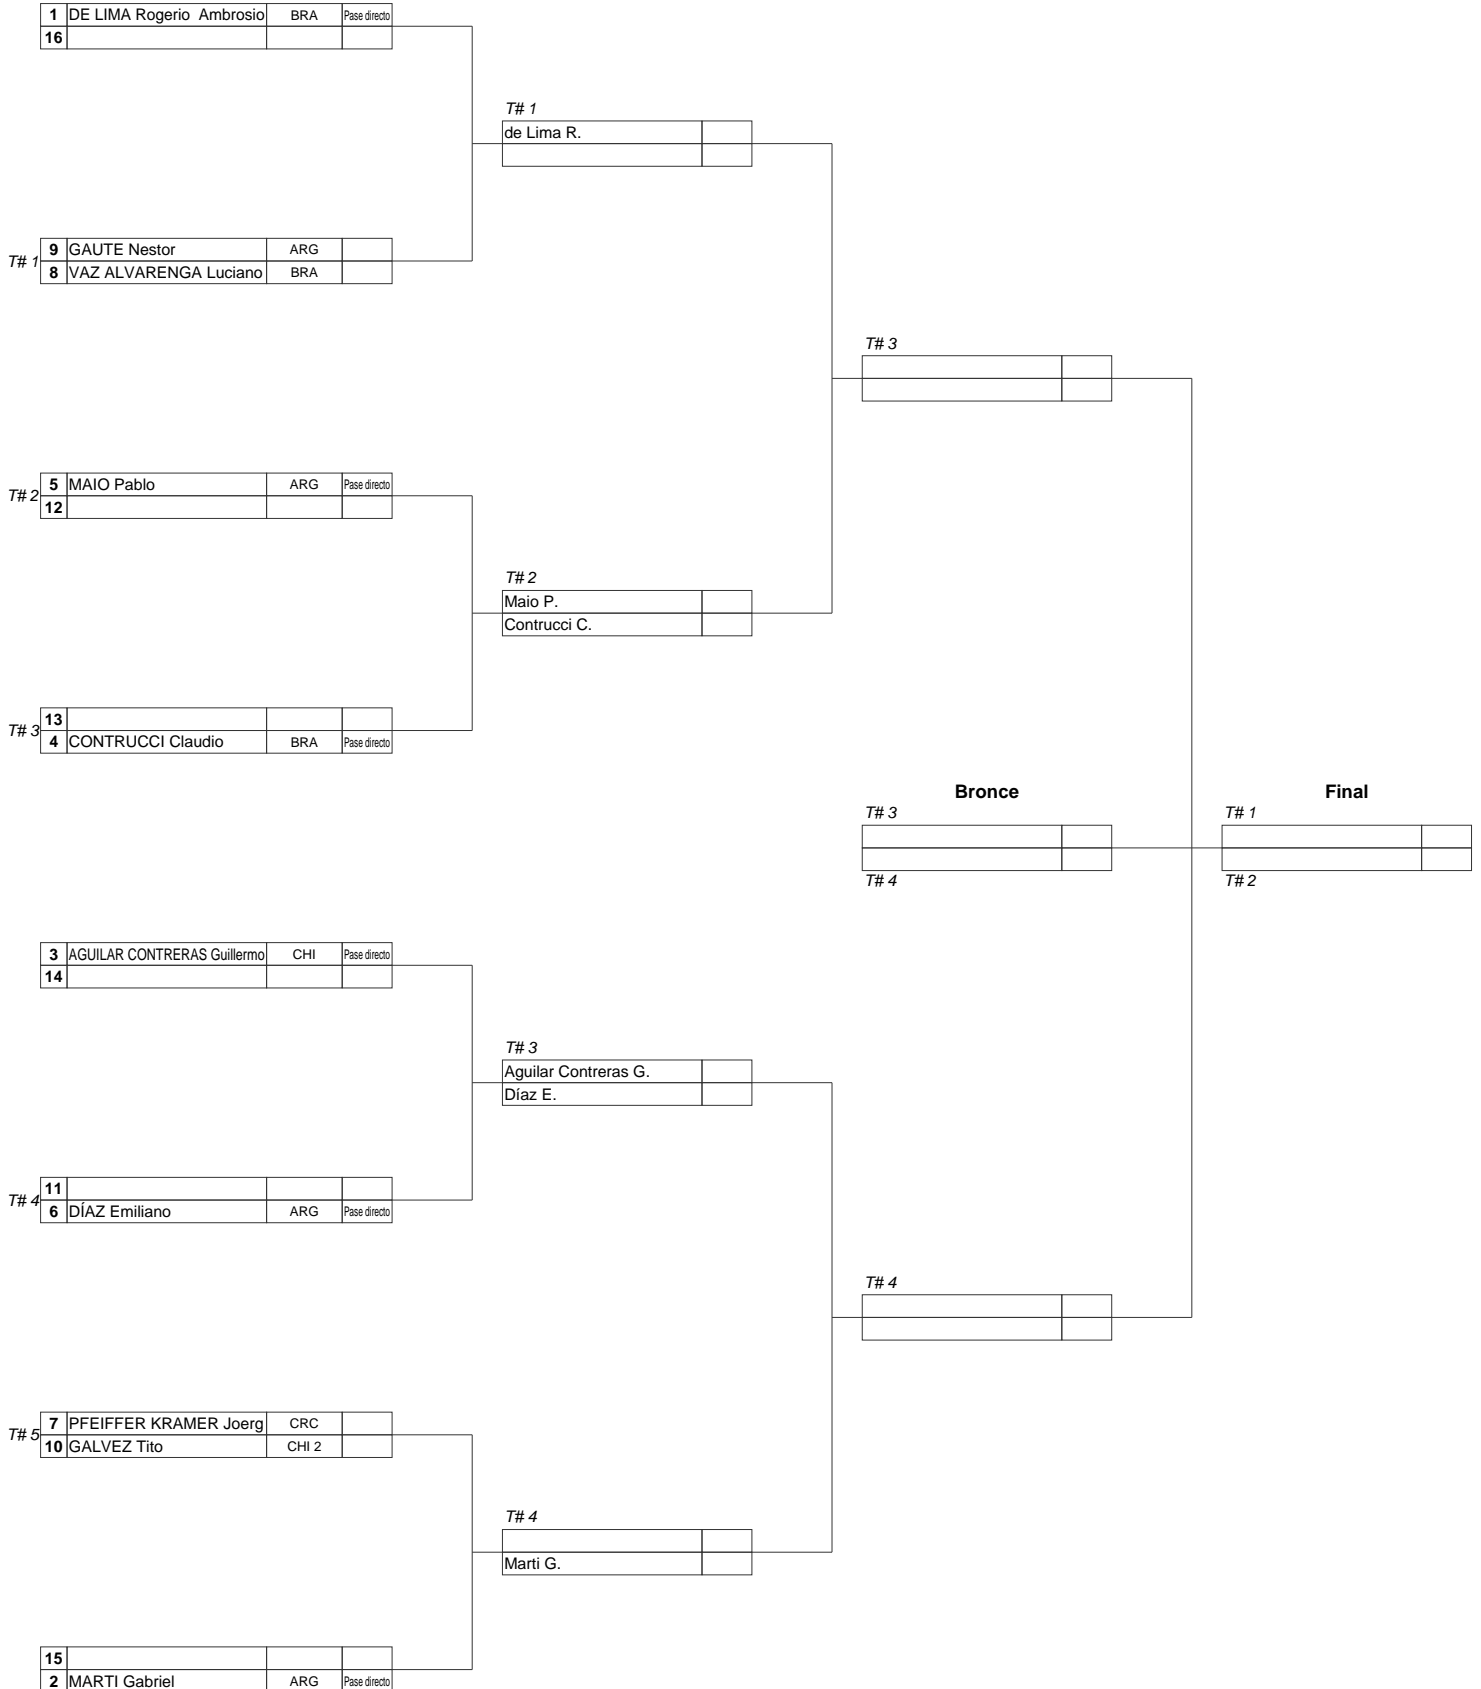 1 DE LIMA Rogerio Ambrosio BRA Pase directo
16
T# 1
de Lima R.
T# 1
9 GAUTE Nestor ARG
8 VAZ ALVARENGA Luciano BRA
T# 3
T# 2
5 MAIO Pablo ARG Pase directo
12
T# 2
Maio P.
Contrucci C.
T# 3
13
4 CONTRUCCI Claudio BRA Pase directo
Bronce
T# 3
T# 4
Final
T# 1
T# 2
3 AGUILAR CONTRERAS Guillermo CHI Pase directo
14
T# 3
Aguilar Contreras G.
Díaz E.
T# 4
11
6 DÍAZ Emiliano ARG Pase directo
T# 4
T# 5
7 PFEIFFER KRAMER Joerg CRC
10 GALVEZ Tito CHI 2
T# 4
Marti G.
15
2 MARTI Gabriel ARG Pase directo